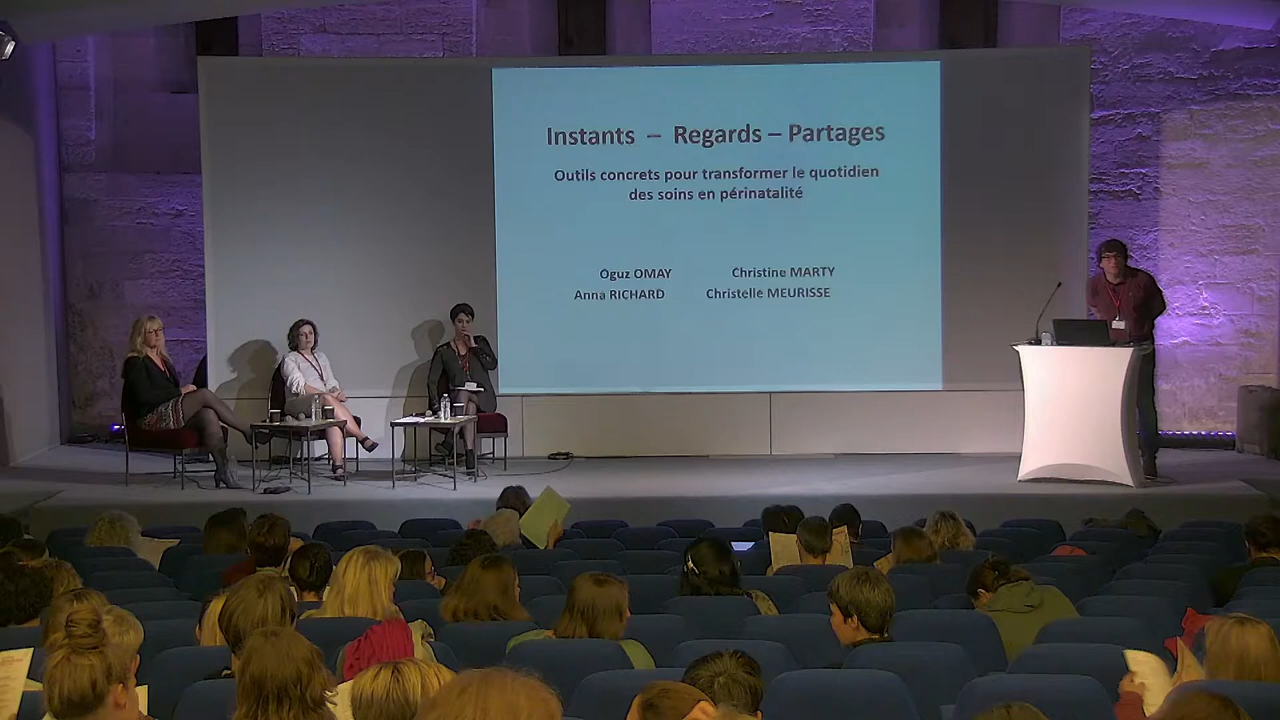 Instants – Regards – Partages
Outils concrets pour transformer le quotidien
des soins en périnatalité
Oguz OMAY Christine MARTY
Anna RICHARD Christelle MEURISSE